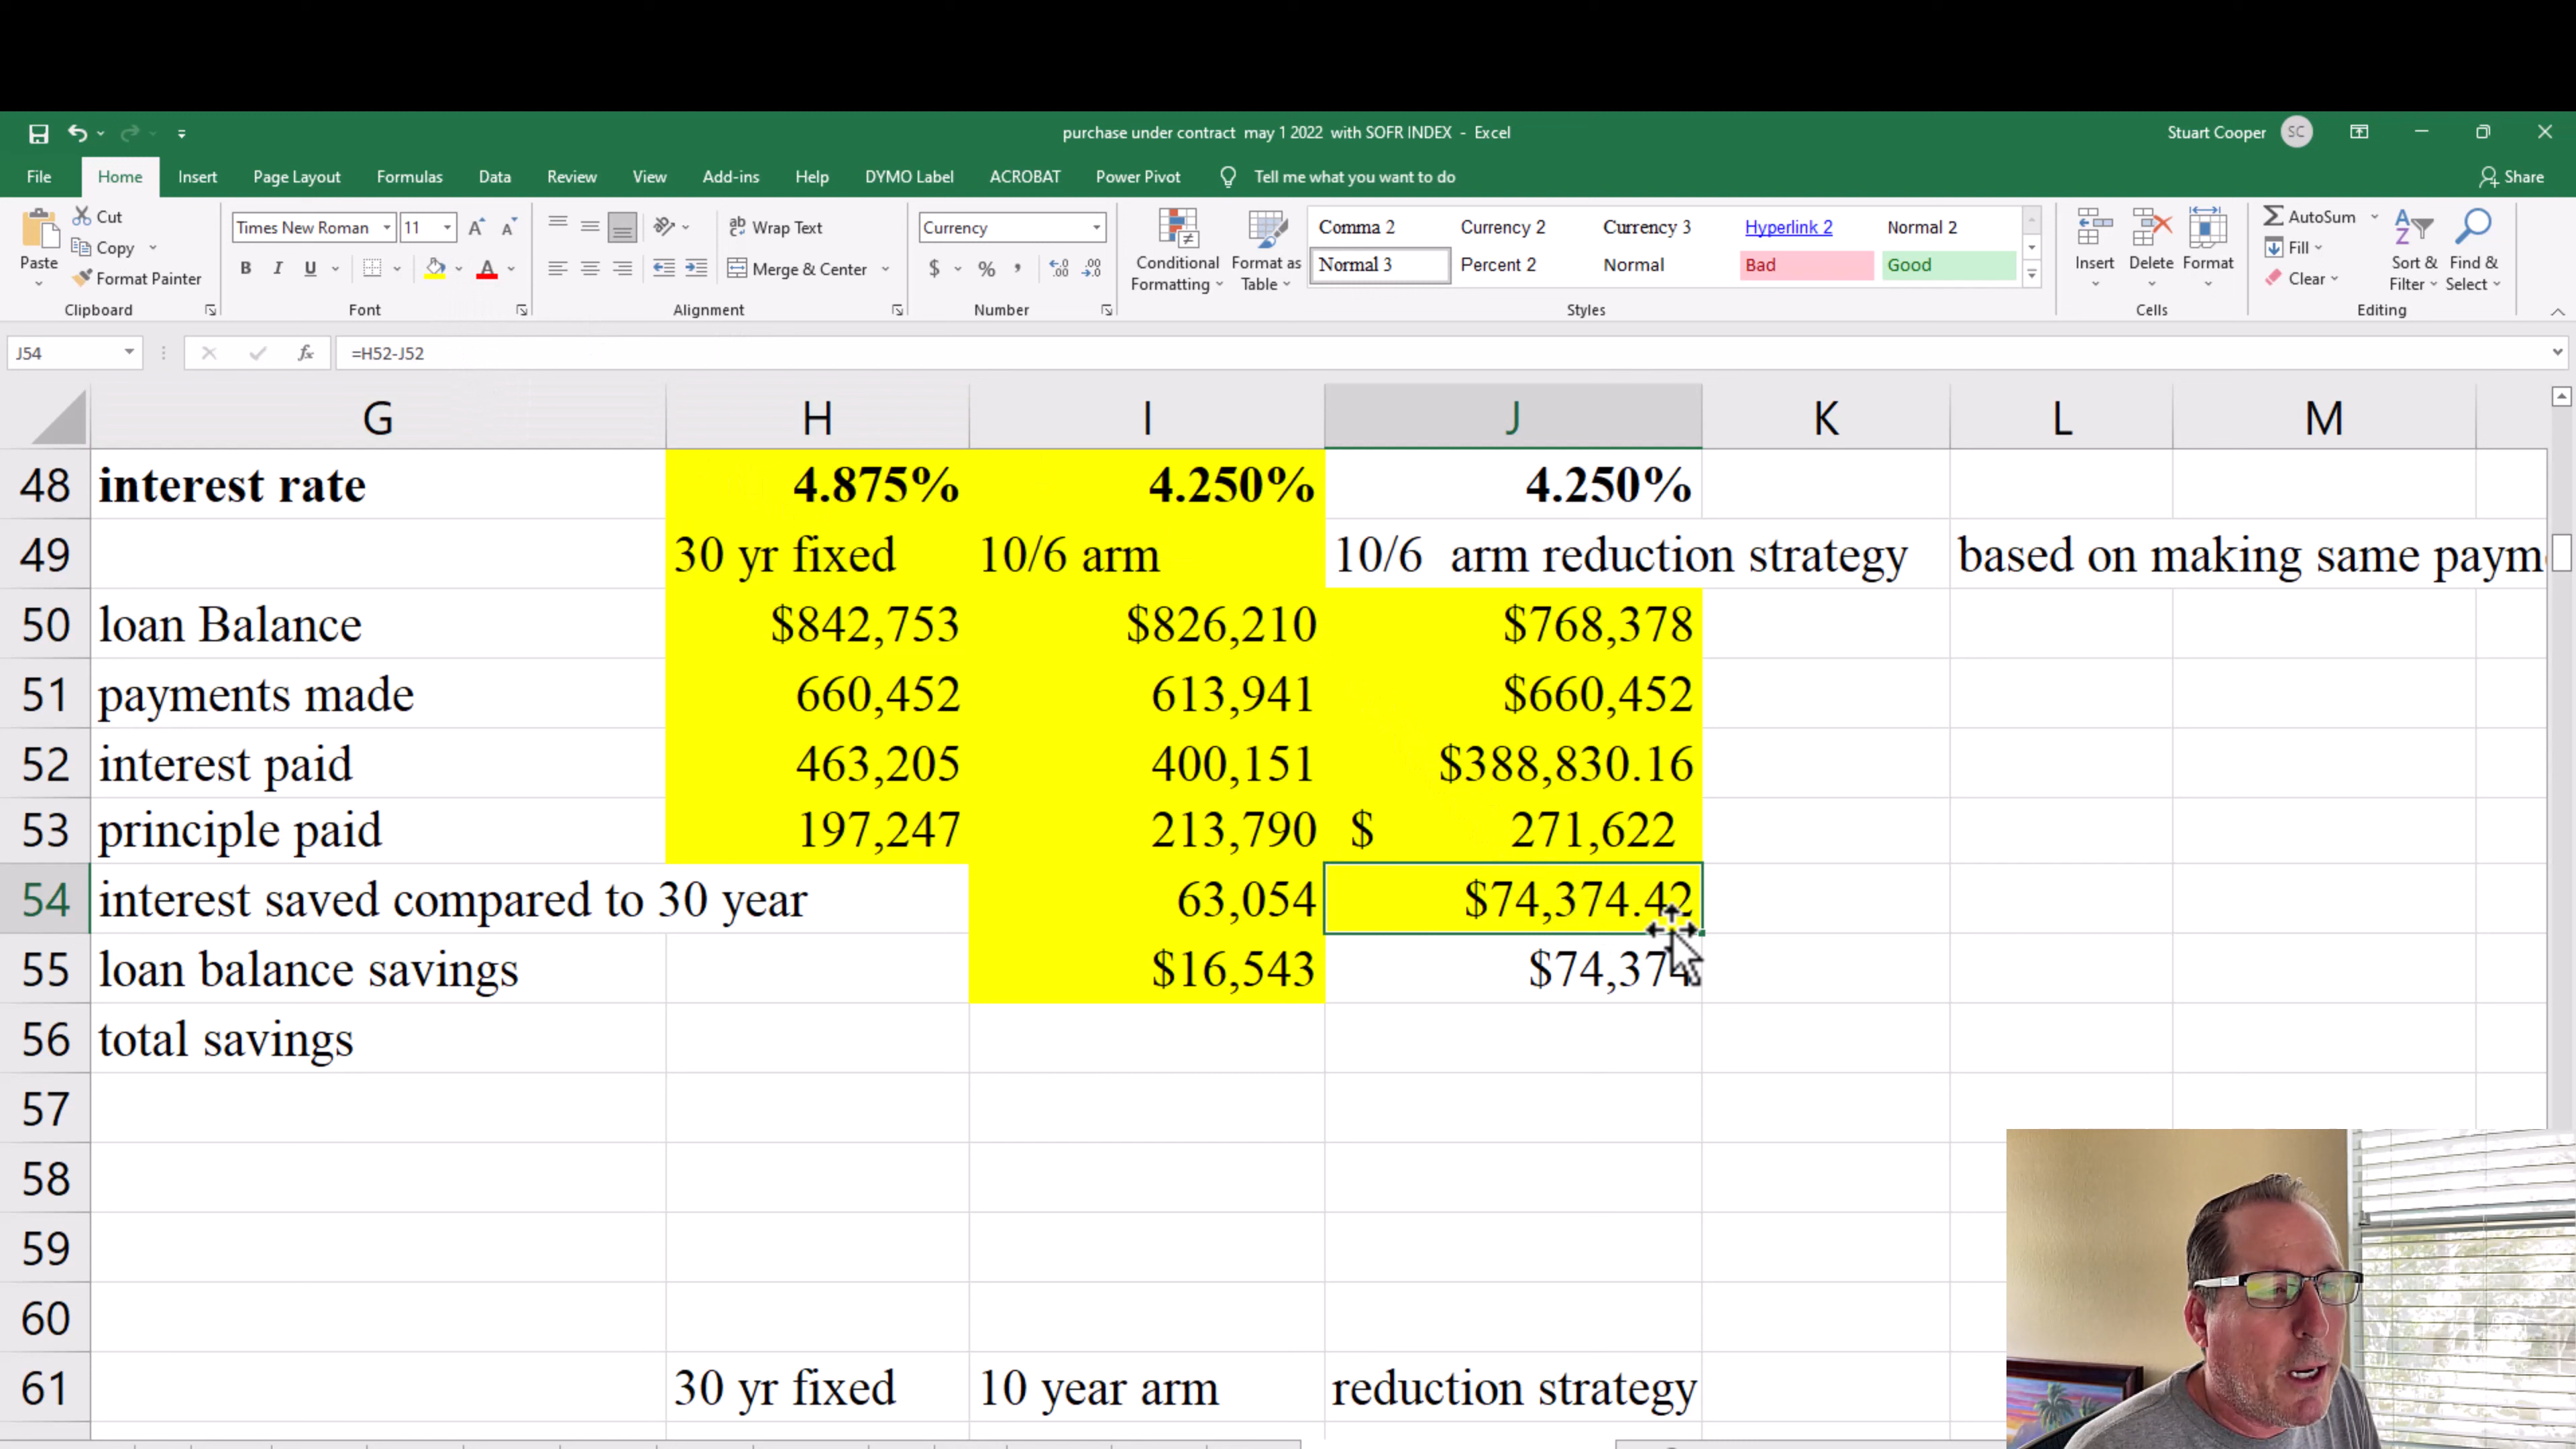 purchase under contract may 1 2022 with SOFR INDEX - Excel
Stuart Cooper SC
File Home Insert Page Layout Formulas Data Review View Add-ins Help DYMO Label ACROBAT Power Pivot Tell me what you want to do Share
Paste
Cut
Copy
Format Painter
Clipboard
Times New Roman 11
B I U
Font
Wrap Text
Merge & Center
Alignment
Currency
$ % ,
Number
Conditional Formatting
Format as Table
Comma 2 Currency 2 Currency 3 Hyperlink 2 Normal 2
Normal 3 Percent 2 Normal Bad Good
Styles
Insert Delete Format
Cells
AutoSum
Fill
Clear
Sort & Filter
Find & Select
Editing
J54 fx =H52-J52
G H I J K L M
48 interest rate 4.875% 4.250% 4.250%
49 30 yr fixed 10/6 arm 10/6 arm reduction strategy based on making same paym
50 loan Balance $842,753 $826,210 $768,378
51 payments made 660,452 613,941 $660,452
52 interest paid 463,205 400,151 $388,830.16
53 principle paid 197,247 213,790 $ 271,622
54 interest saved compared to 30 year 63,054 $74,374.42
55 loan balance savings $16,543 $74,374
56 total savings
57
58
59
60
61 30 yr fixed 10 year arm reduction strategy